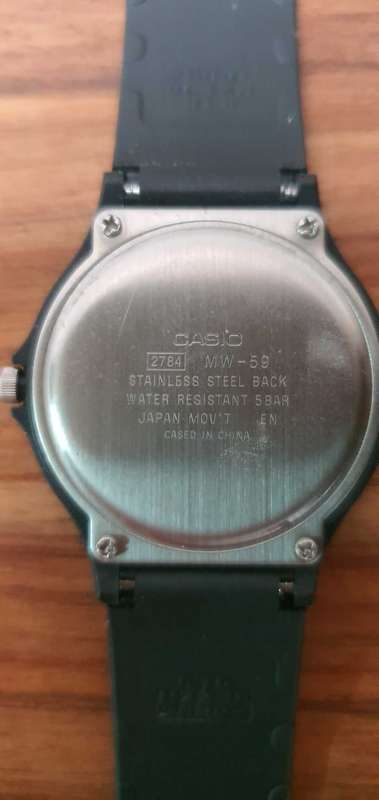 CASIO
2784 MW-59
STAINLESS STEEL BACK
WATER RESISTANT 5BAR
JAPAN MOV'T EN
CASED IN CHINA